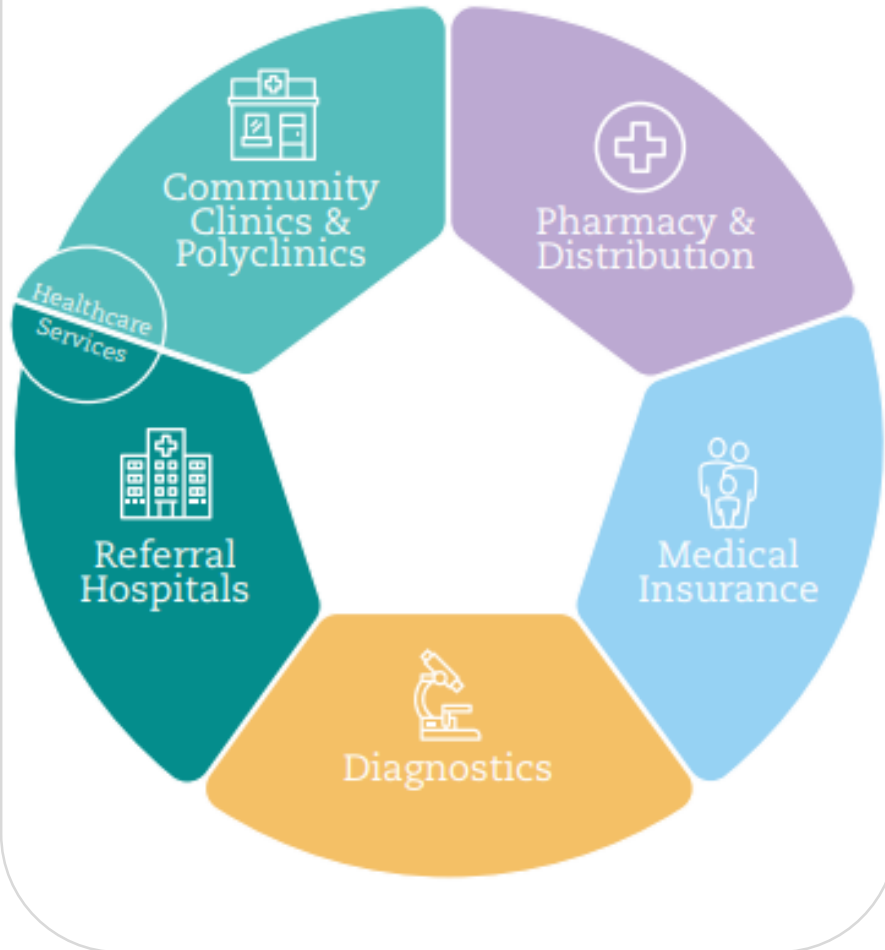 Community
Clinics &
Polyclinics
Pharmacy &
Distribution
Healthcare
Services
Referral
Hospitals
Medical
Insurance
Diagnostics